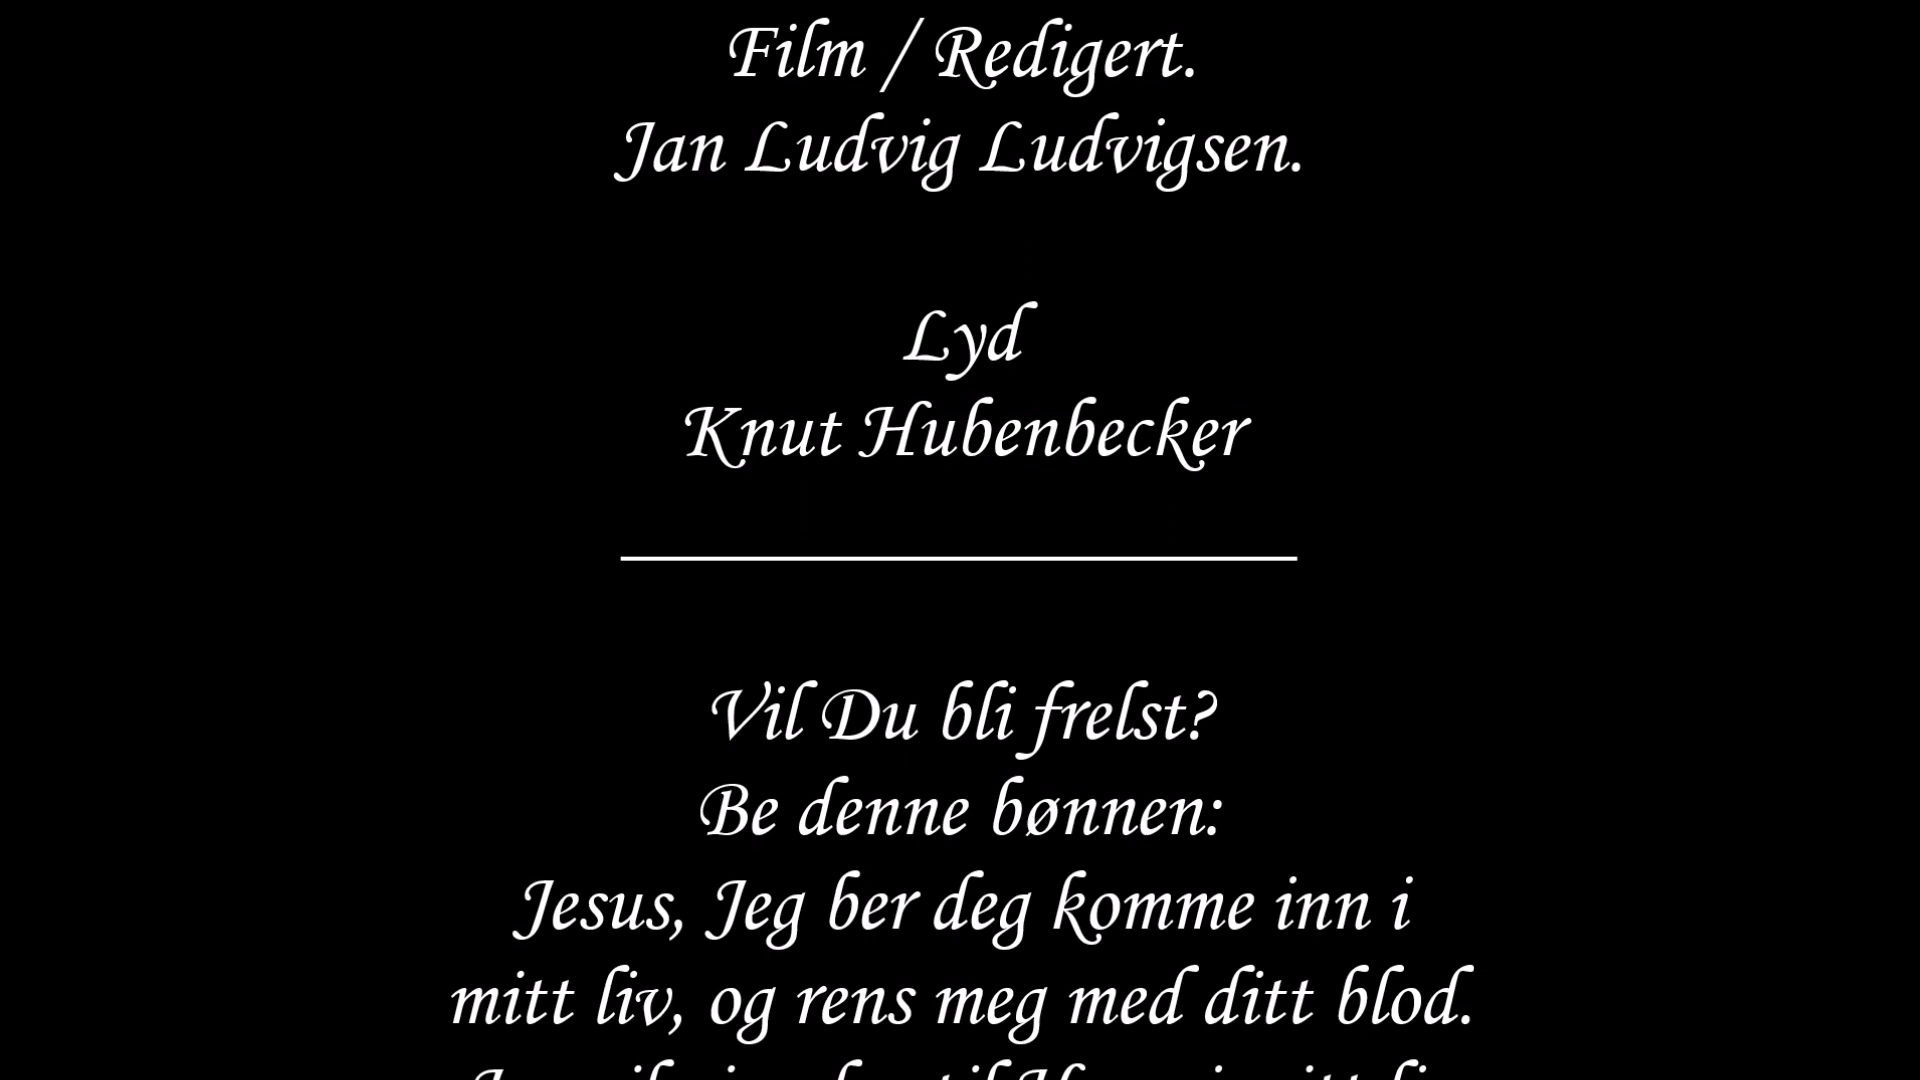 Film / Redigert.
Jan Ludvig Ludvigsen.
Lyd
Knut Hubenbecker
Vil Du bli frelst?
Be denne bønnen:
Jesus, Jeg ber deg komme inn i
mitt liv, og rens meg med ditt blod.